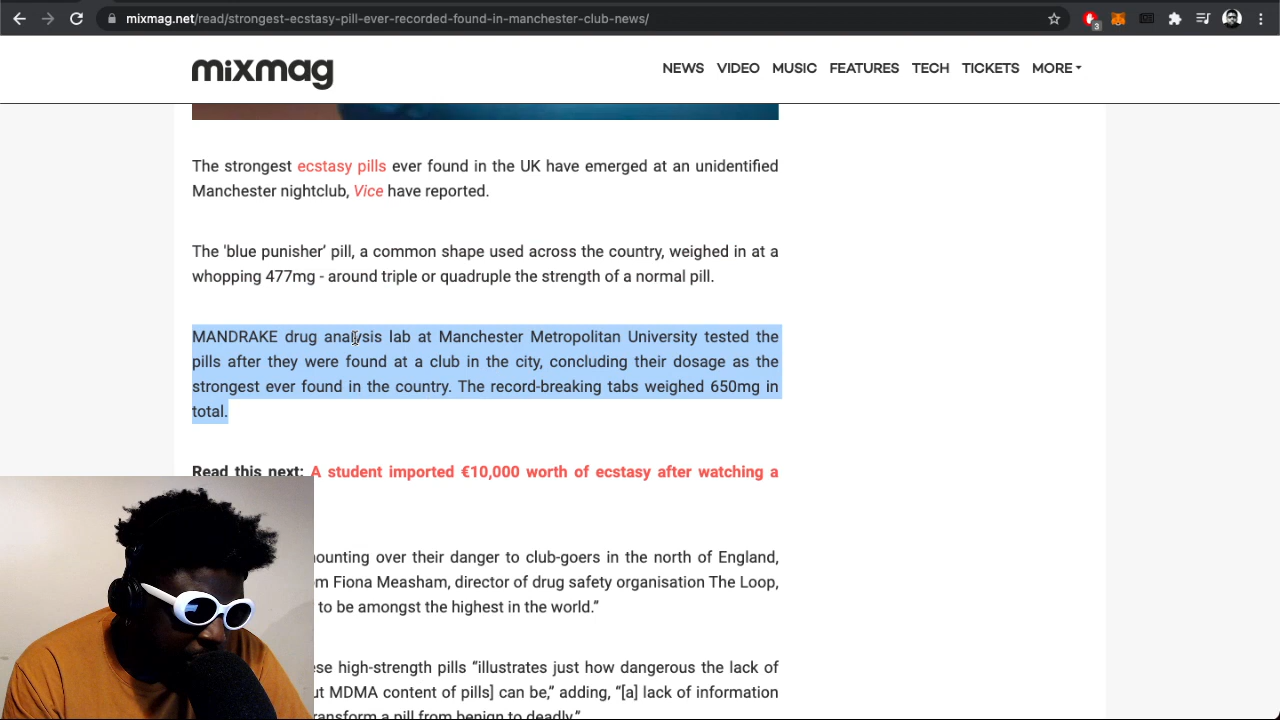 mixmag.net/read/strongest-ecstasy-pill-ever-recorded-found-in-manchester-club-news/
3
mixmag
NEWS VIDEO MUSIC FEATURES TECH TICKETS MORE
The strongest ecstasy pills ever found in the UK have emerged at an unidentified
Manchester nightclub, Vice have reported.
The 'blue punisher’ pill, a common shape used across the country, weighed in at a
whopping 477mg - around triple or quadruple the strength of a normal pill.
MANDRAKE drug analysis lab at Manchester Metropolitan University tested the
pills after they were found at a club in the city, concluding their dosage as the
strongest ever found in the country. The record-breaking tabs weighed 650mg in
total.
Read this next: A student imported €10,000 worth of ecstasy after watching a
over their danger to club-goers in the north of England,
Fiona Measham, director of drug safety organisation The Loop,
to be amongst the highest in the world.”
high-strength pills “illustrates just how dangerous the lack of
MDMA content of pills] can be,” adding, “[a] lack of information
a pill from benign to deadly.”